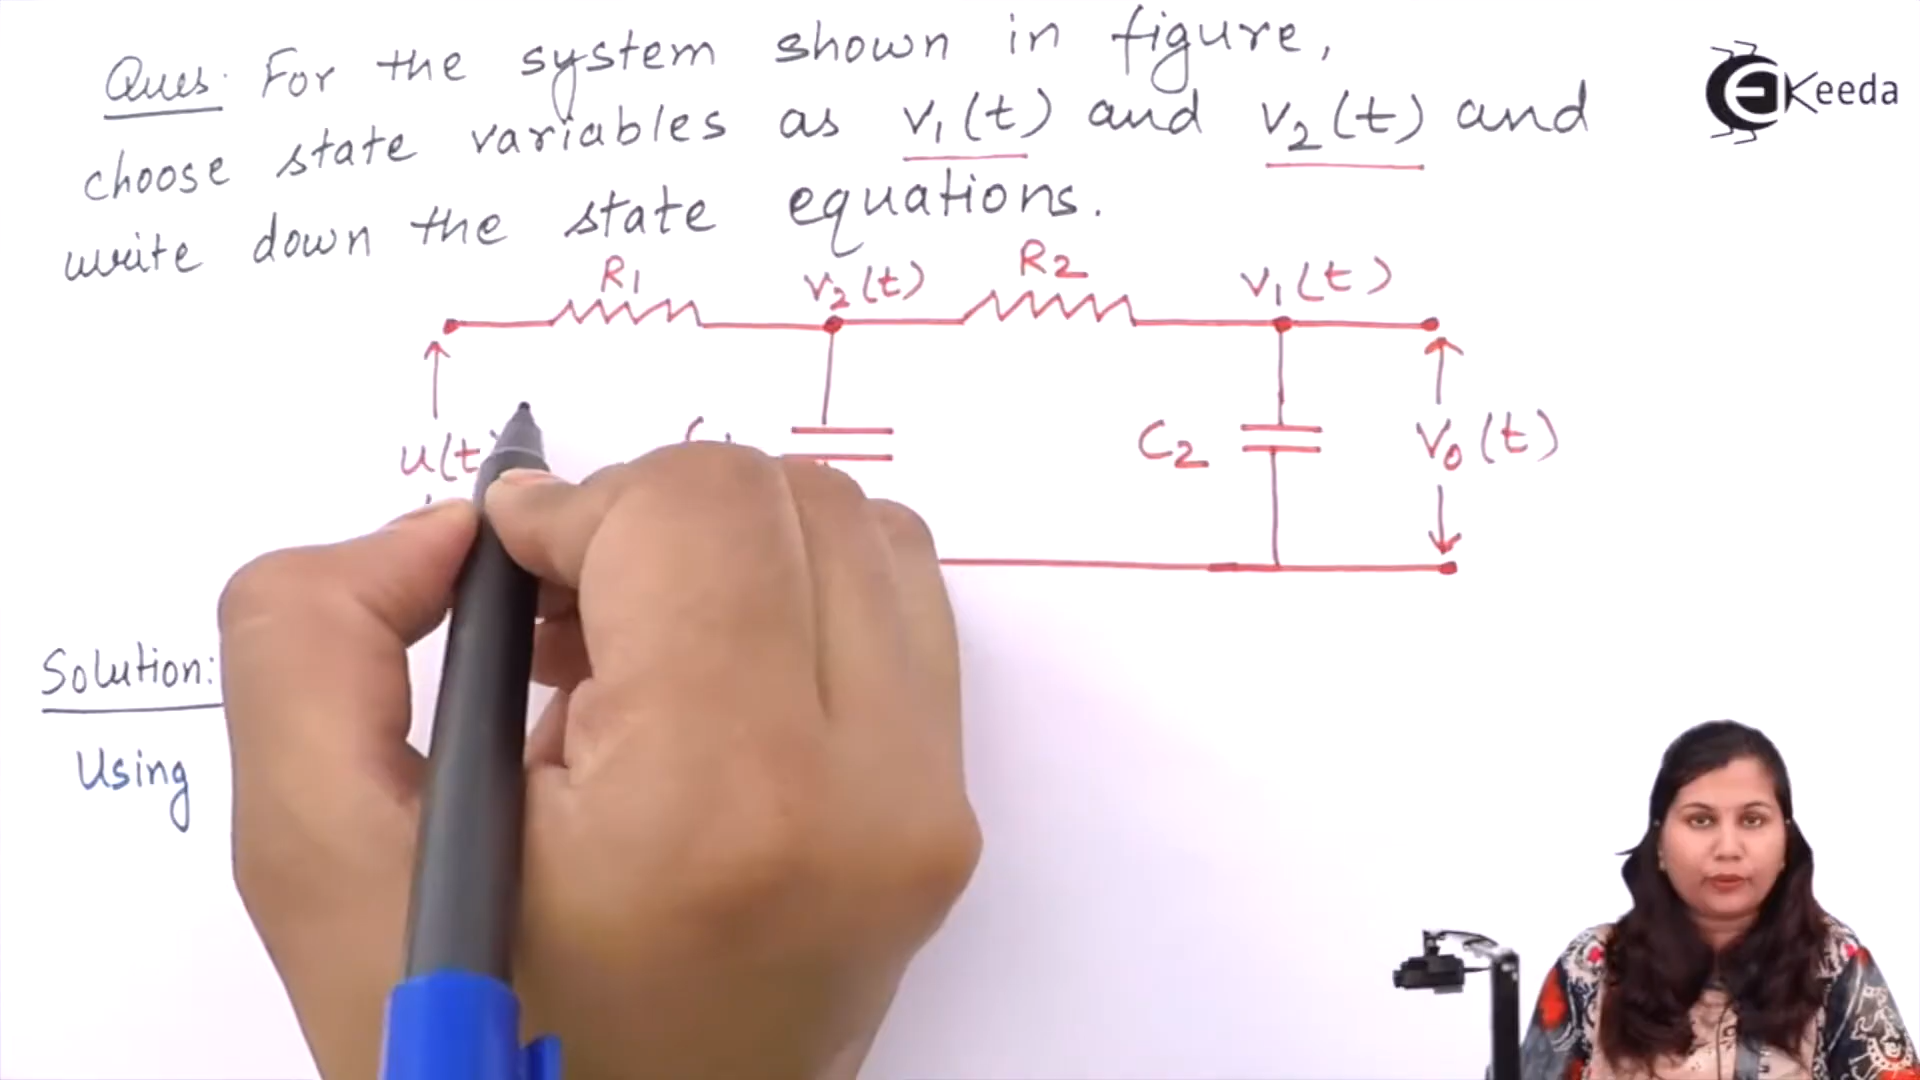 Ques. For the system shown in figure,
choose state variables as v₁(t) and v₂(t) and
write down the state equations.
R₁
v₂(t)
R₂
v₁(t)
u(t)
C₂
v₀(t)
Solution:
Using
EKeeda